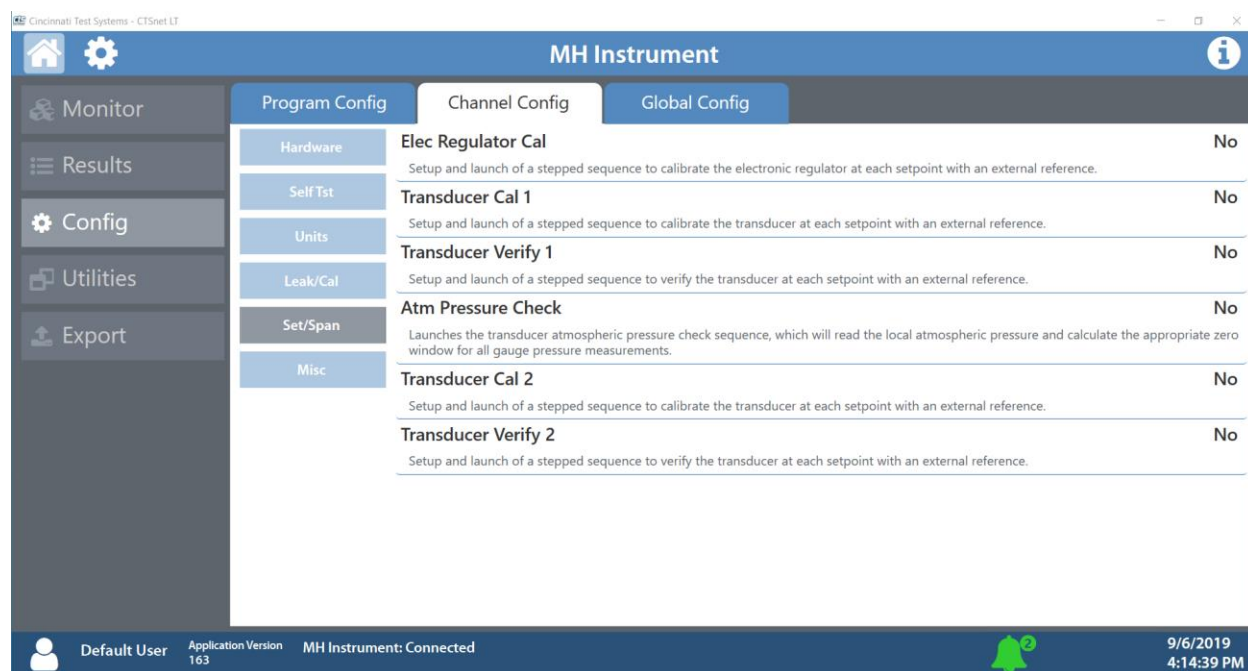 Cincinnati Test Systems - CTSnet LT
MH Instrument
Monitor
Results
Config
Utilities
Export
Program Config
Channel Config
Global Config
Hardware
Self Tst
Units
Leak/Cal
Set/Span
Misc
Elec Regulator Cal No
Setup and launch of a stepped sequence to calibrate the electronic regulator at each setpoint with an external reference.
Transducer Cal 1 No
Setup and launch of a stepped sequence to calibrate the transducer at each setpoint with an external reference.
Transducer Verify 1 No
Setup and launch of a stepped sequence to verify the transducer at each setpoint with an external reference.
Atm Pressure Check No
Launches the transducer atmospheric pressure check sequence, which will read the local atmospheric pressure and calculate the appropriate zero
window for all gauge pressure measurements.
Transducer Cal 2 No
Setup and launch of a stepped sequence to calibrate the transducer at each setpoint with an external reference.
Transducer Verify 2 No
Setup and launch of a stepped sequence to verify the transducer at each setpoint with an external reference.
Default User
Application Version
163
MH Instrument: Connected
2
9/6/2019
4:14:39 PM